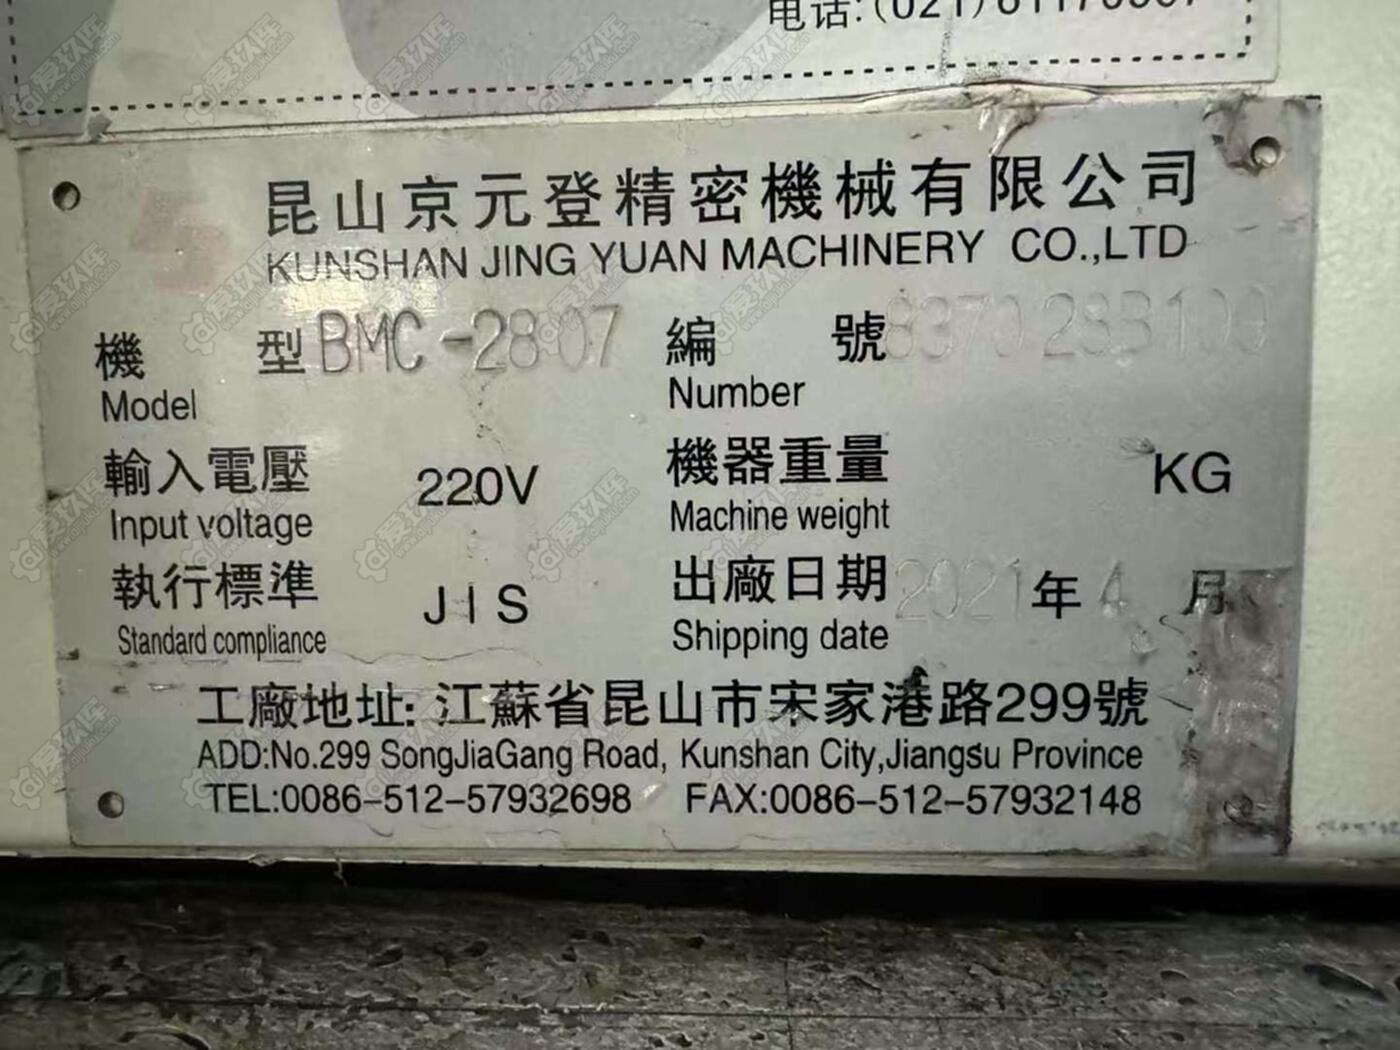 电话:(021)
昆山京元登精密機械有限公司
KUNSHAN JING YUAN MACHINERY CO.,LTD
機 型 BMC-2807 編 號 8370283100
Model Number
輸入電壓 220V 機器重量 KG
Input voltage Machine weight
執行標準 JIS 出廠日期 2021年4月
Standard compliance Shipping date
工廠地址: 江蘇省昆山市宋家港路299號
ADD:No.299 SongJiaGang Road, Kunshan City,Jiangsu Province
TEL:0086-512-57932698 FAX:0086-512-57932148